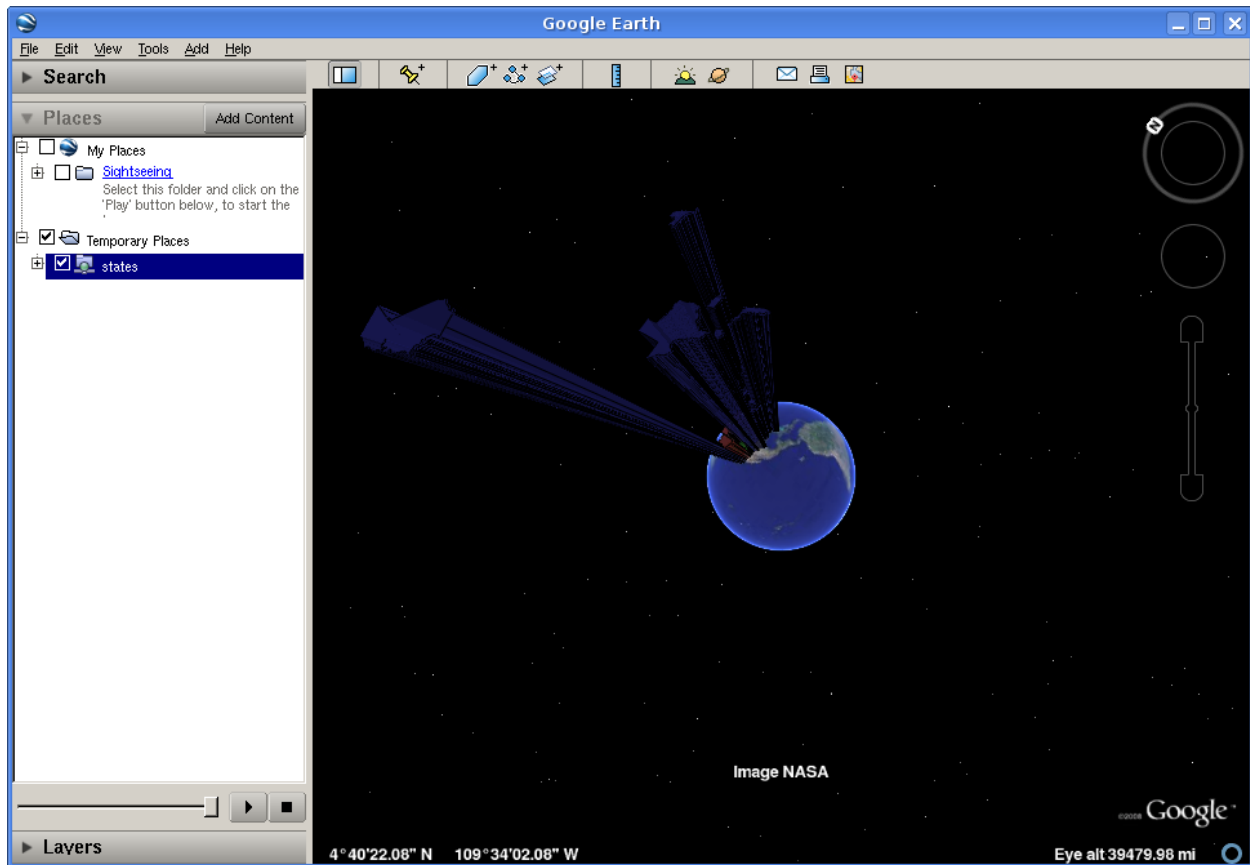 Google Earth
File Edit View Tools Add Help
Search
Places
Add Content
My Places
Sightseeing
Select this folder and click on the
'Play' button below, to start the
Temporary Places
states
N
Image NASA
©2008 Google
4°40'22.08" N 109°34'02.08" W
Eye alt 39479.98 mi
Layers